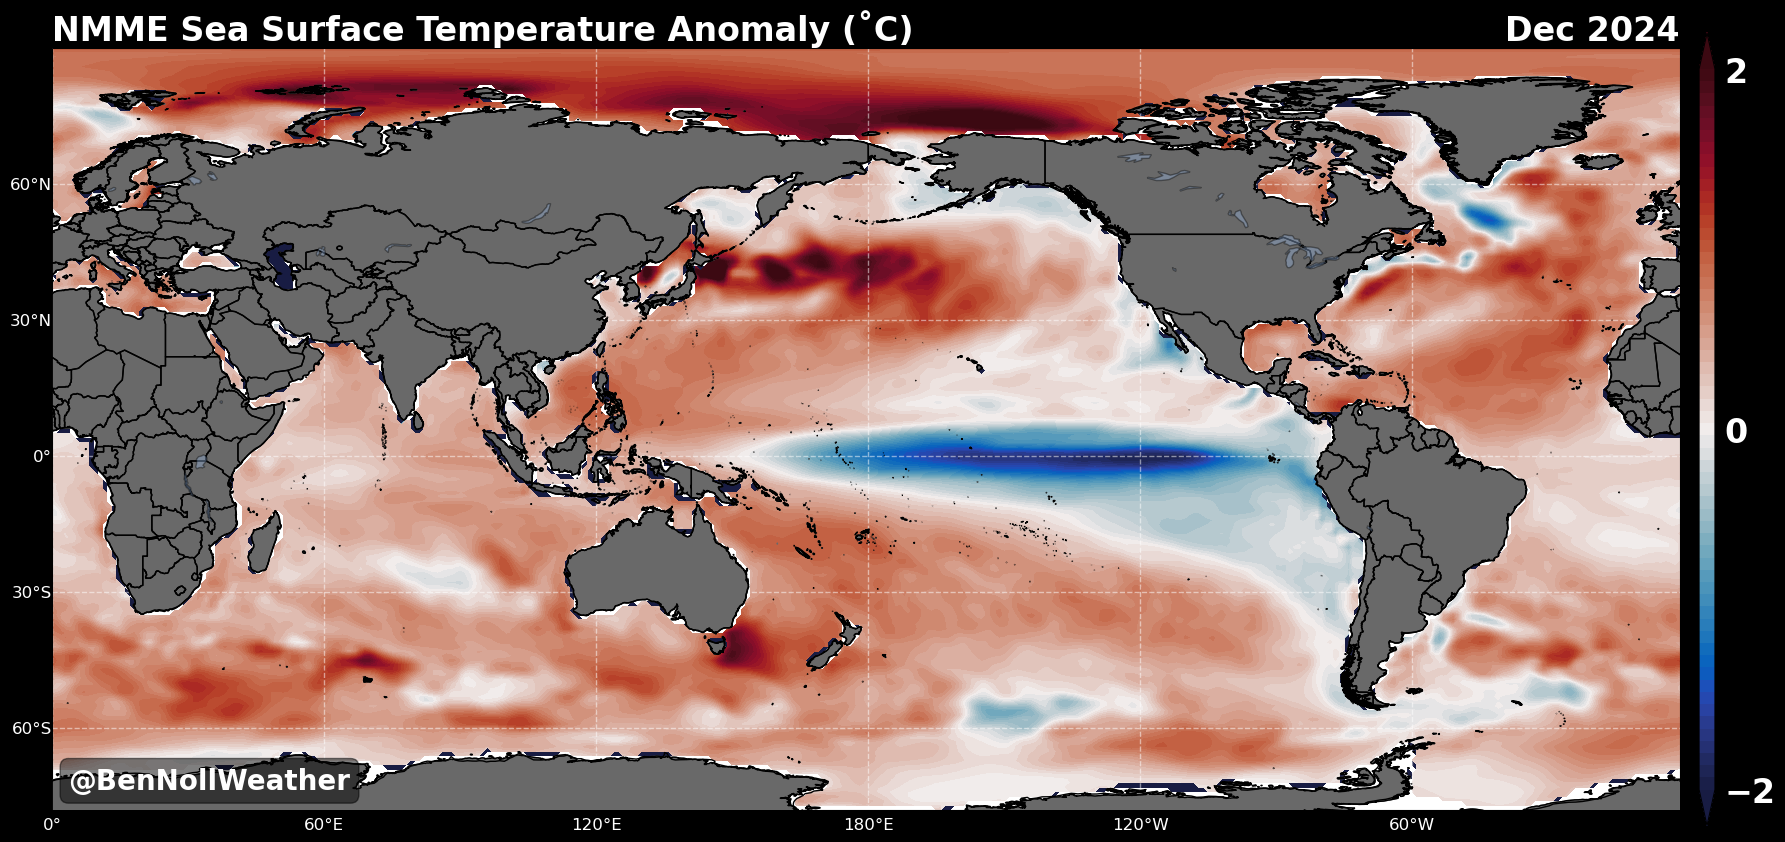 NMME Sea Surface Temperature Anomaly (˚C)
Dec 2024
2
0
−2
60°N
30°N
0°
30°S
60°S
@BenNollWeather
0°
60°E
120°E
180°E
120°W
60°W